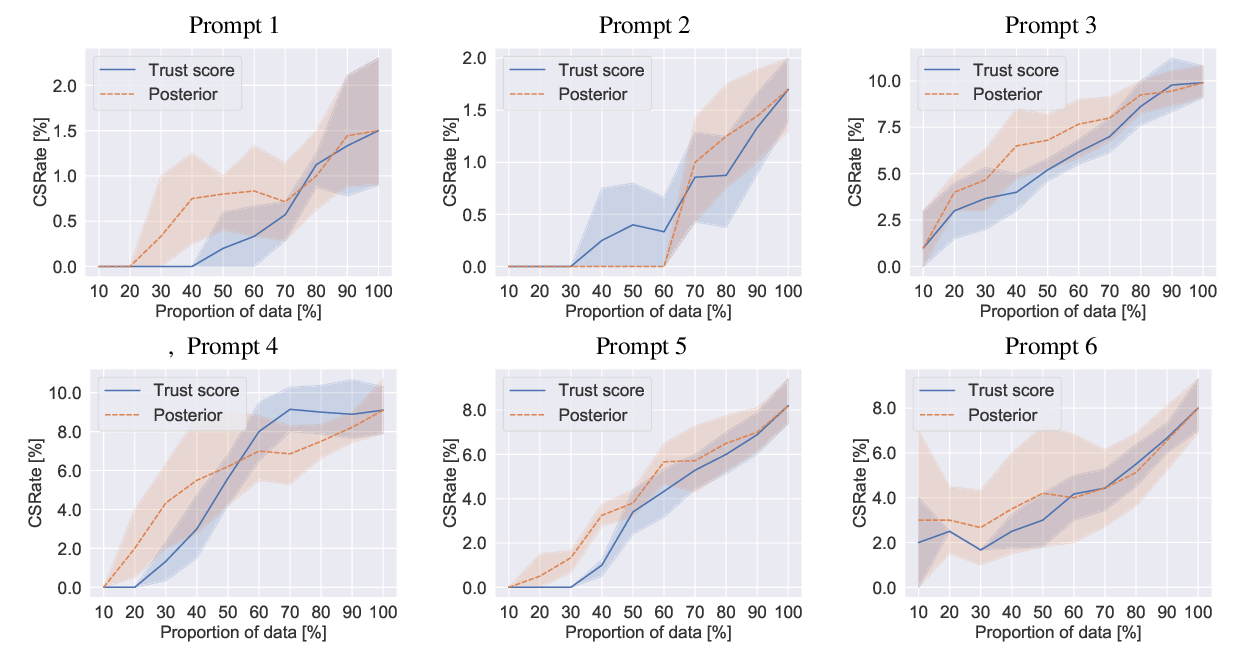 Prompt 1
CSRate [%]
2.0
1.5
1.0
0.5
0.0
Trust score
Posterior
10 20 30 40 50 60 70 80 90 100
Proportion of data [%]
Prompt 2
CSRate [%]
2.0
1.5
1.0
0.5
0.0
Trust score
Posterior
10 20 30 40 50 60 70 80 90 100
Proportion of data [%]
Prompt 3
CSRate [%]
10.0
7.5
5.0
2.5
0.0
Trust score
Posterior
10 20 30 40 50 60 70 80 90 100
Proportion of data [%]
, Prompt 4
CSRate [%]
10.0
8.0
6.0
4.0
2.0
0.0
Trust score
Posterior
10 20 30 40 50 60 70 80 90 100
Proportion of data [%]
Prompt 5
CSRate [%]
8.0
6.0
4.0
2.0
0.0
Trust score
Posterior
10 20 30 40 50 60 70 80 90 100
Proportion of data [%]
Prompt 6
CSRate [%]
8.0
6.0
4.0
2.0
0.0
Trust score
Posterior
10 20 30 40 50 60 70 80 90 100
Proportion of data [%]